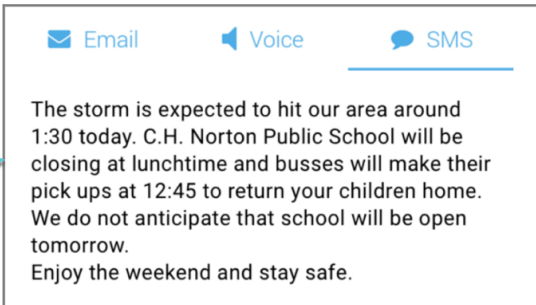 Email Voice SMS
The storm is expected to hit our area around
1:30 today. C.H. Norton Public School will be
closing at lunchtime and busses will make their
pick ups at 12:45 to return your children home.
We do not anticipate that school will be open
tomorrow.
Enjoy the weekend and stay safe.